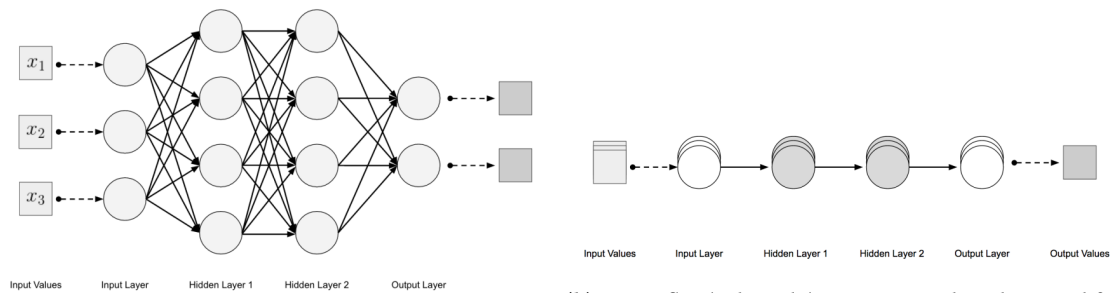 x1
x2
x3
Input Values
Input Layer
Hidden Layer 1
Hidden Layer 2
Output Layer
Input Values
Input Layer
Hidden Layer 1
Hidden Layer 2
Output Layer
Output Values